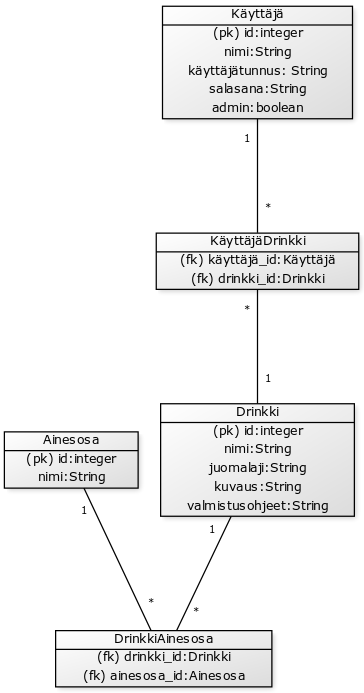 Käyttäjä
(pk) id:integer
nimi:String
käyttäjätunnus: String
salasana:String
admin:boolean
1
*
KäyttäjäDrinkki
(fk) käyttäjä_id:Käyttäjä
(fk) drinkki_id:Drinkki
*
1
Drinkki
(pk) id:integer
nimi:String
juomalaji:String
kuvaus:String
valmistusohjeet:String
Ainesosa
(pk) id:integer
nimi:String
1
1
*
*
DrinkkiAinesosa
(fk) drinkki_id:Drinkki
(fk) ainesosa_id:Ainesosa